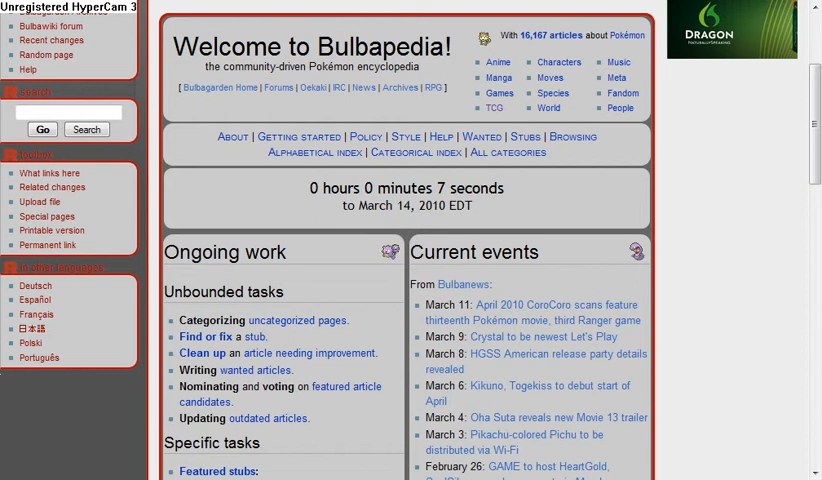 Unregistered HyperCam 3
Bulbawiki forum
Recent changes
Random page
Help
search
Go Search
toolbox
What links here
Related changes
Upload file
Special pages
Printable version
Permanent link
in other languages
Deutsch
Español
Français
日本語
Polski
Português
Welcome to Bulbapedia!
the community-driven Pokémon encyclopedia
[ Bulbagarden Home | Forums | Oekaki | IRC | News | Archives | RPG ]
With 16,167 articles about Pokémon
Anime Characters Music
Manga Moves Meta
Games Species Fandom
TCG World People
About | Getting started | Policy | Style | Help | Wanted | Stubs | Browsing
Alphabetical index | Categorical index | All categories
0 hours 0 minutes 7 seconds
to March 14, 2010 EDT
Ongoing work
Unbounded tasks
Categorizing uncategorized pages.
Find or fix a stub.
Clean up an article needing improvement.
Writing wanted articles.
Nominating and voting on featured article
candidates.
Updating outdated articles.
Specific tasks
Featured stubs:
Current events
From Bulbanews:
March 11: April 2010 CoroCoro scans feature
thirteenth Pokémon movie, third Ranger game
March 9: Crystal to be newest Let's Play
March 8: HGSS American release party details
revealed
March 6: Kikuno, Togekiss to debut start of
April
March 4: Oha Suta reveals new Movie 13 trailer
March 3: Pikachu-colored Pichu to be
distributed via Wi-Fi
February 26: GAME to host HeartGold,
DRAGON
NATURALLYSPEAKING